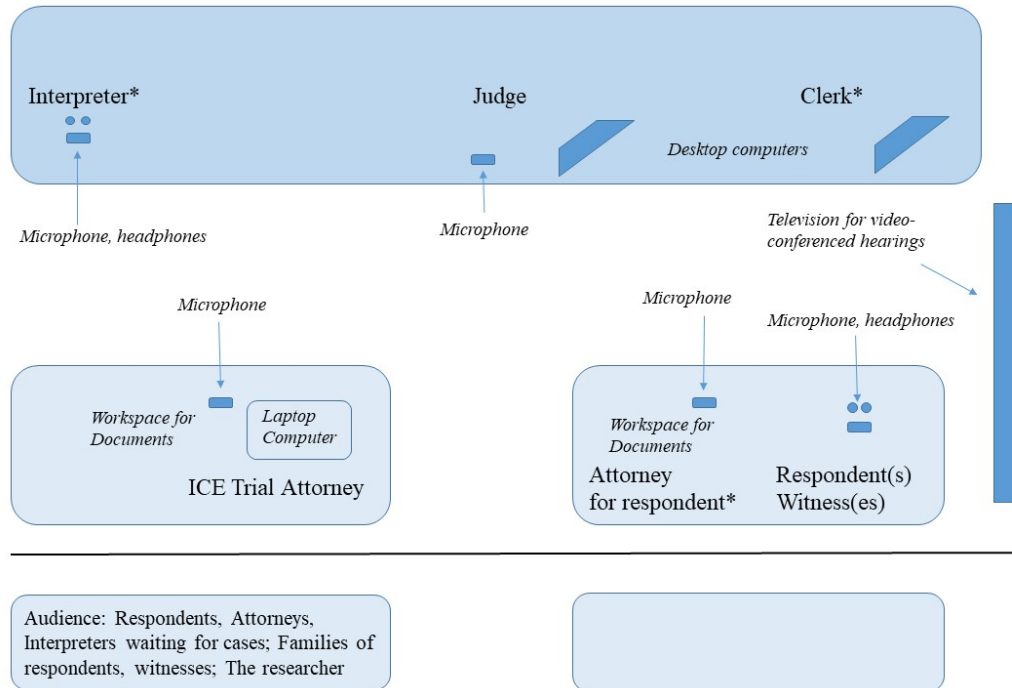 Interpreter*
Judge
Clerk*
Desktop computers
Microphone, headphones
Microphone
Television for video-
conferenced hearings
Microphone
Microphone
Microphone, headphones
Workspace for
Documents
Laptop
Computer
ICE Trial Attorney
Workspace for
Documents
Attorney
for respondent*
Respondent(s)
Witness(es)
Audience: Respondents, Attorneys,
Interpreters waiting for cases; Families of
respondents, witnesses; The researcher